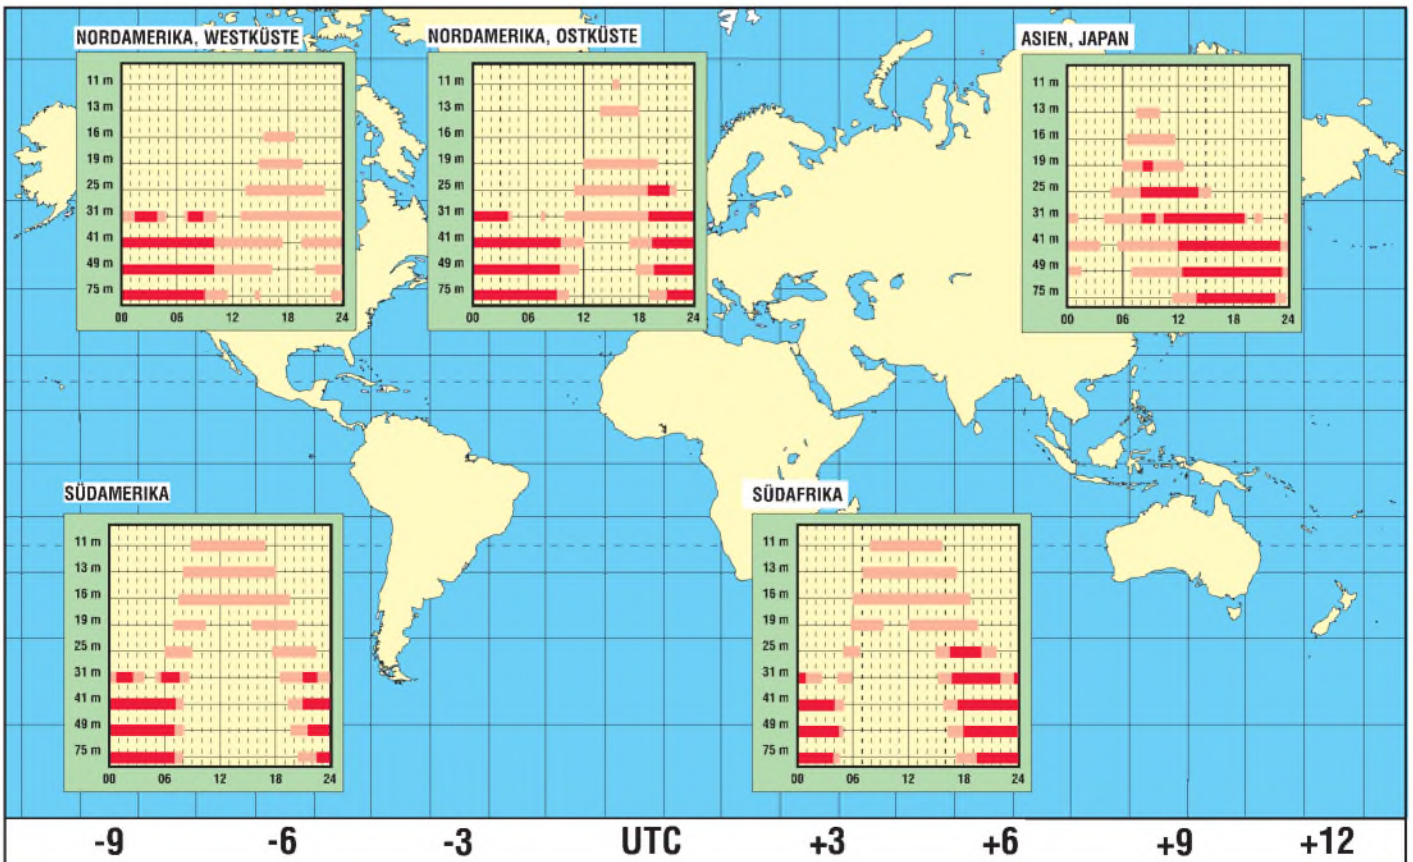 NORDAMERIKA, WESTKÜSTE
11 m
13 m
16 m
19 m
25 m
31 m
41 m
49 m
75 m
00 06 12 18 24
NORDAMERIKA, OSTKÜSTE
11 m
13 m
16 m
19 m
25 m
31 m
41 m
49 m
75 m
00 06 12 18 24
ASIEN, JAPAN
11 m
13 m
16 m
19 m
25 m
31 m
41 m
49 m
75 m
00 06 12 18 24
SÜDAMERIKA
11 m
13 m
16 m
19 m
25 m
31 m
41 m
49 m
75 m
00 06 12 18 24
SÜDAFRIKA
11 m
13 m
16 m
19 m
25 m
31 m
41 m
49 m
75 m
00 06 12 18 24
-9 -6 -3 UTC +3 +6 +9 +12